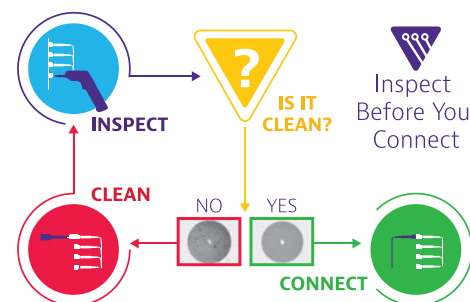 ?
INSPECT
IS IT
CLEAN?
Inspect
Before You
Connect
CLEAN
NO
YES
CONNECT